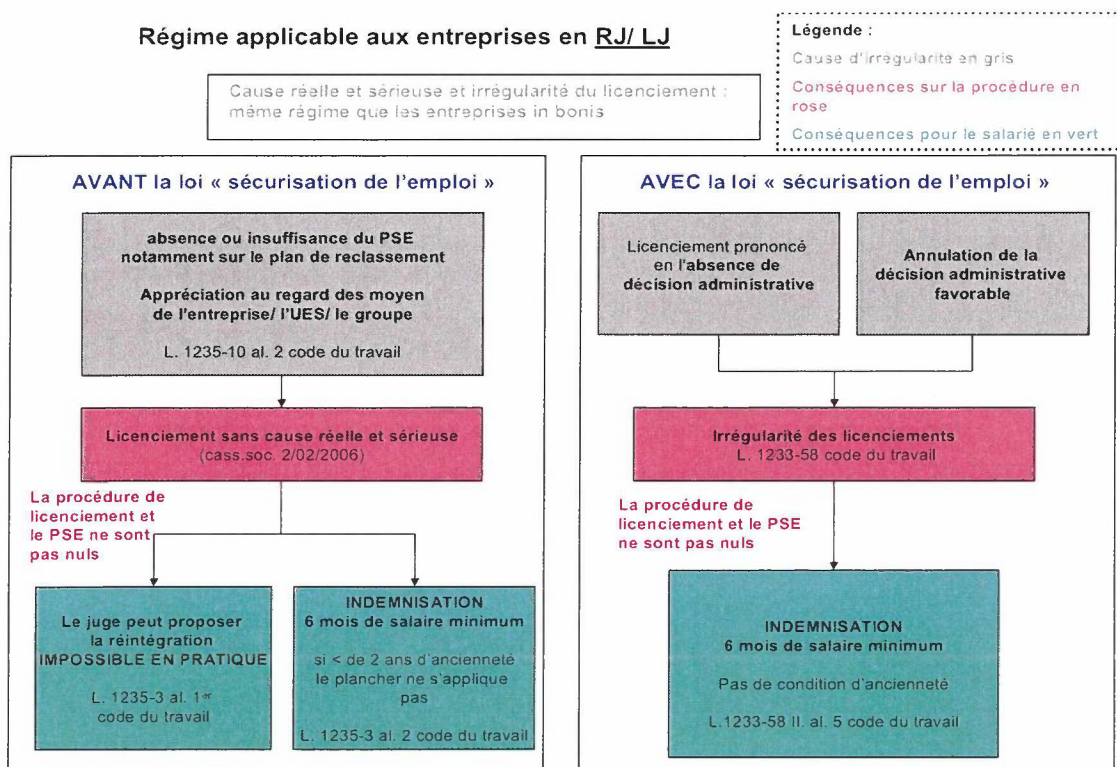 Régime applicable aux entreprises en RJ/ LJ
Légende :
Cause d'irrégularité en gris
Conséquences sur la procédure en
rose
Conséquences pour le salarié en vert
Cause réelle et sérieuse et irrégularité du licenciement :
même régime que les entreprises in bonis
AVANT la loi « sécurisation de l'emploi »
absence ou insuffisance du PSE
notamment sur le plan de reclassement
Appréciation au regard des moyen
de l'entreprise/ l'UES/ le groupe
L. 1235-10 al. 2 code du travail
Licenciement sans cause réelle et sérieuse
(cass.soc. 2/02/2006)
La procédure de
licenciement et
le PSE ne sont
pas nuls
Le juge peut proposer
la réintégration
IMPOSSIBLE EN PRATIQUE
L. 1235-3 al. 1er
code du travail
INDEMNISATION
6 mois de salaire minimum
si < de 2 ans d'ancienneté
le plancher ne s'applique
pas
L. 1235-3 al. 2 code du travail
AVEC la loi « sécurisation de l'emploi »
Licenciement prononcé
en l'absence de
décision administrative
Annulation de la
décision administrative
favorable
Irrégularité des licenciements
L. 1233-58 code du travail
La procédure de
licenciement et le PSE
ne sont pas nuls
INDEMNISATION
6 mois de salaire minimum
Pas de condition d'ancienneté
L.1233-58 II. al. 5 code du travail